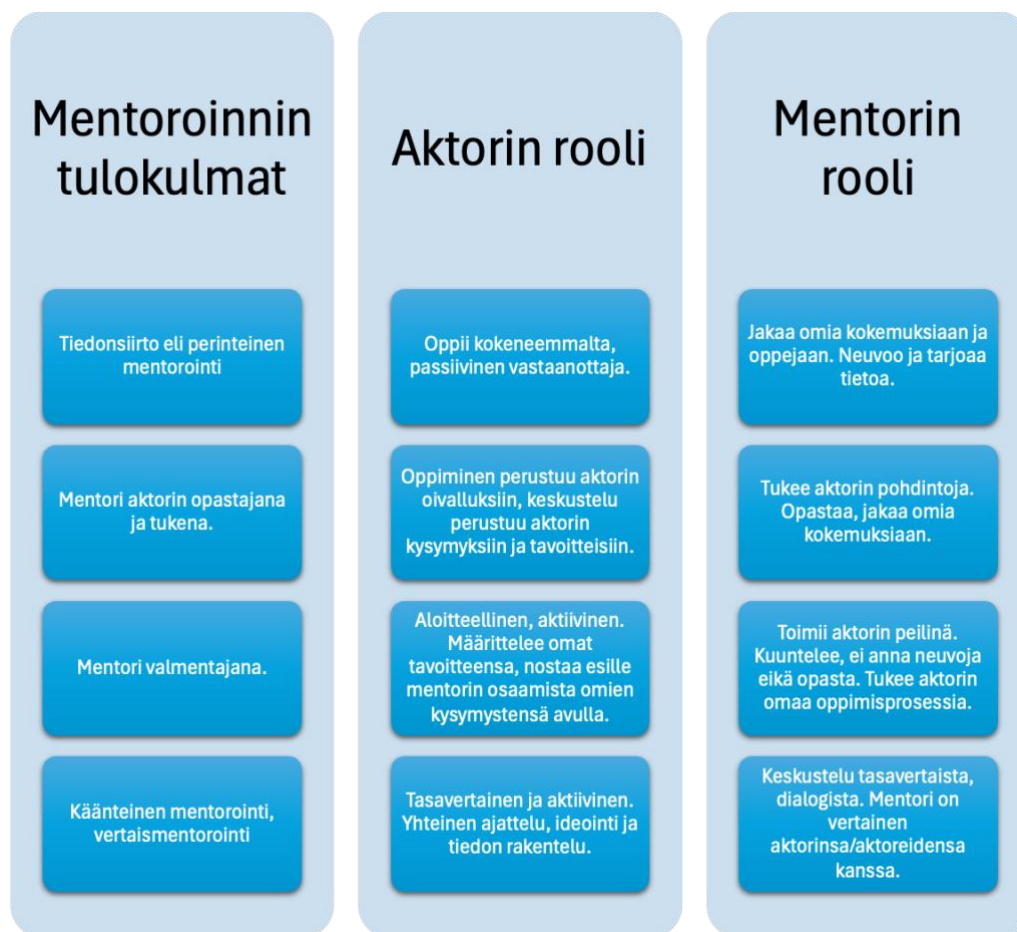 Mentoroinnin
tulokulmat
Tiedonsiirto eli perinteinen
mentorointi
Mentori aktorin opastajana
ja tukena.
Mentori valmentajana.
Käänteinen mentorointi,
vertaismentorointi
Aktorin rooli
Oppii kokeneemmalta,
passiivinen vastaanottaja.
Oppiminen perustuu aktorin
oivalluksiin, keskustelu
perustuu aktorin
kysymyksiin ja tavoitteisiin.
Aloitteellinen, aktiivinen.
Määrittelee omat
tavoitteensa, nostaa esille
mentorin osaamista omien
kysymystensä avulla.
Tasavertainen ja aktiivinen.
Yhteinen ajattelu, ideointi ja
tiedon rakentelu.
Mentorin
rooli
Jakaa omia kokemuksiaan ja
oppejaan. Neuvoo ja tarjoaa
tietoa.
Tukee aktorin pohdintoja.
Opastaa, jakaa omia
kokemuksiaan.
Toimii aktorin peilinä.
Kuuntelee, ei anna neuvoja
eikä opasta. Tukee aktorin
omaa oppimisprosessia.
Keskustelu tasavertaista,
dialogista. Mentori on
vertainen
aktorinsa/aktoreidensa
kanssa.